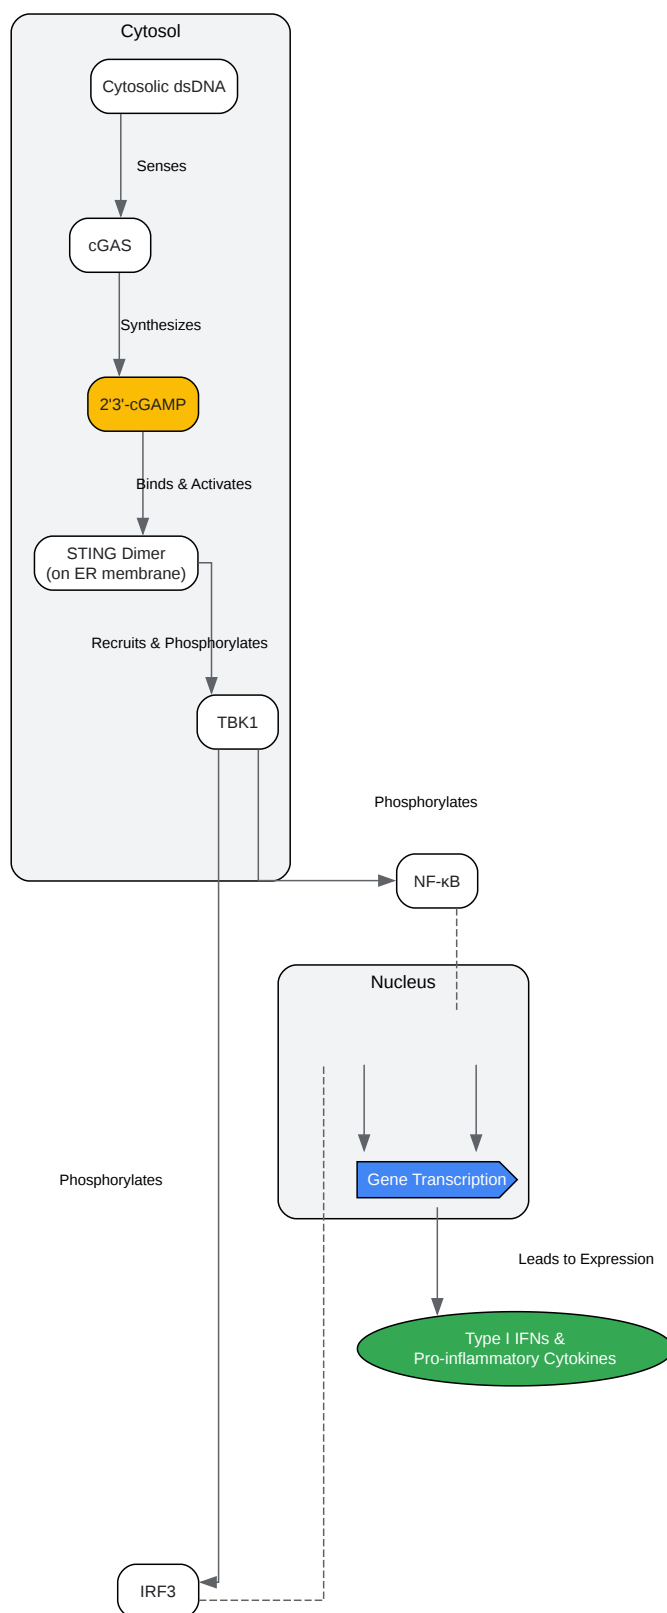 Cytosol
Cytosolic dsDNA
Senses
cGAS
Synthesizes
2'3'-cGAMP
Binds & Activates
STING Dimer
(on ER membrane)
Recruits & Phosphorylates
TBK1
Phosphorylates
NF-κB
Nucleus
Phosphorylates
Gene Transcription
Leads to Expression
Type I IFNs &
Pro-inflammatory Cytokines
IRF3